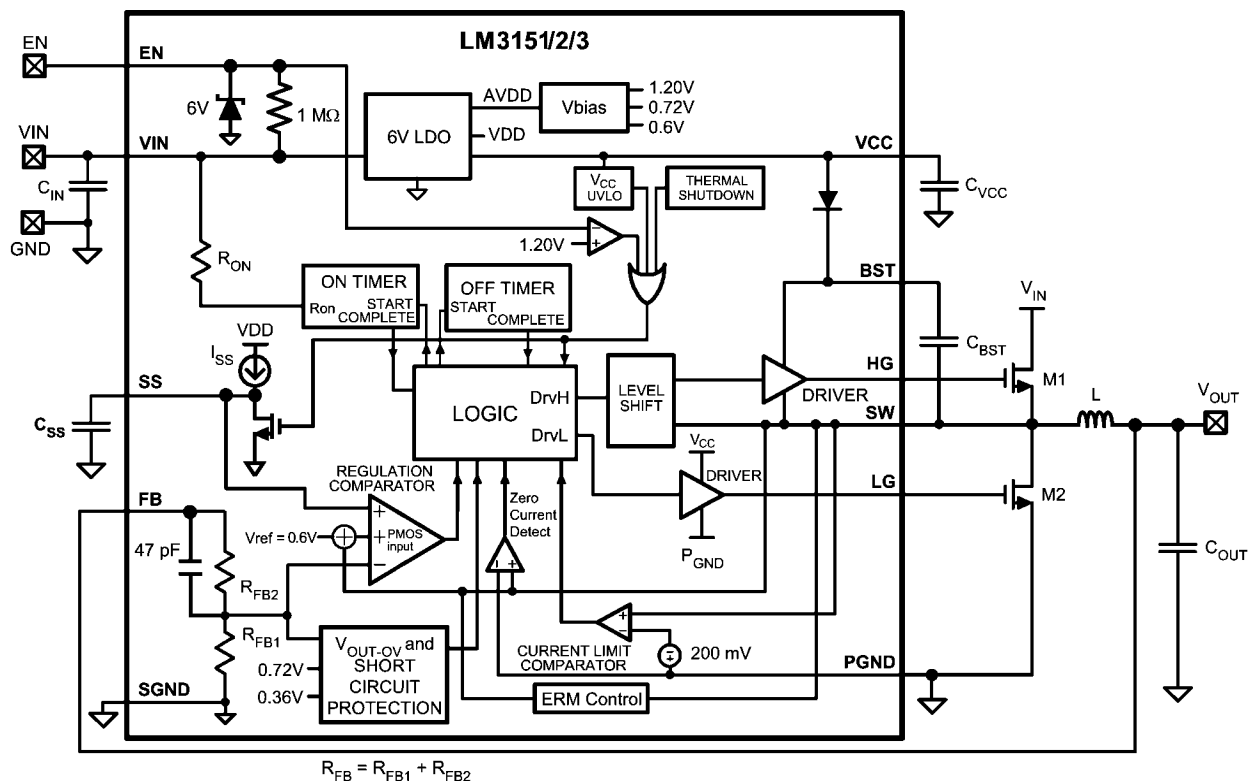 LM3151/2/3
EN
EN
6V
1 MΩ
6V LDO
AVDD
VDD
Vbias
1.20V
0.72V
0.6V
VIN
VIN
VCC
C_IN
GND
V_CC
UVLO
THERMAL
SHUTDOWN
C_VCC
1.20V
− +
R_ON
ON TIMER
Ron
START
COMPLETE
OFF TIMER
START
COMPLETE
BST
V_IN
C_BST
VDD
I_SS
SS
C_SS
LOGIC
DrvH
DrvL
LEVEL
SHIFT
DRIVER
HG
M1
SW
L
V_OUT
V_CC
DRIVER
LG
M2
P_GND
C_OUT
REGULATION
COMPARATOR
Zero
Current
Detect
FB
47 pF
Vref = 0.6V
+
+
+ PMOS
input
−
− +
R_FB2
R_FB1
V_OUT-OV and
SHORT
CIRCUIT
PROTECTION
0.72V
0.36V
CURRENT LIMIT
COMPARATOR
+
−
200 mV
PGND
SGND
ERM Control
R_FB = R_FB1 + R_FB2